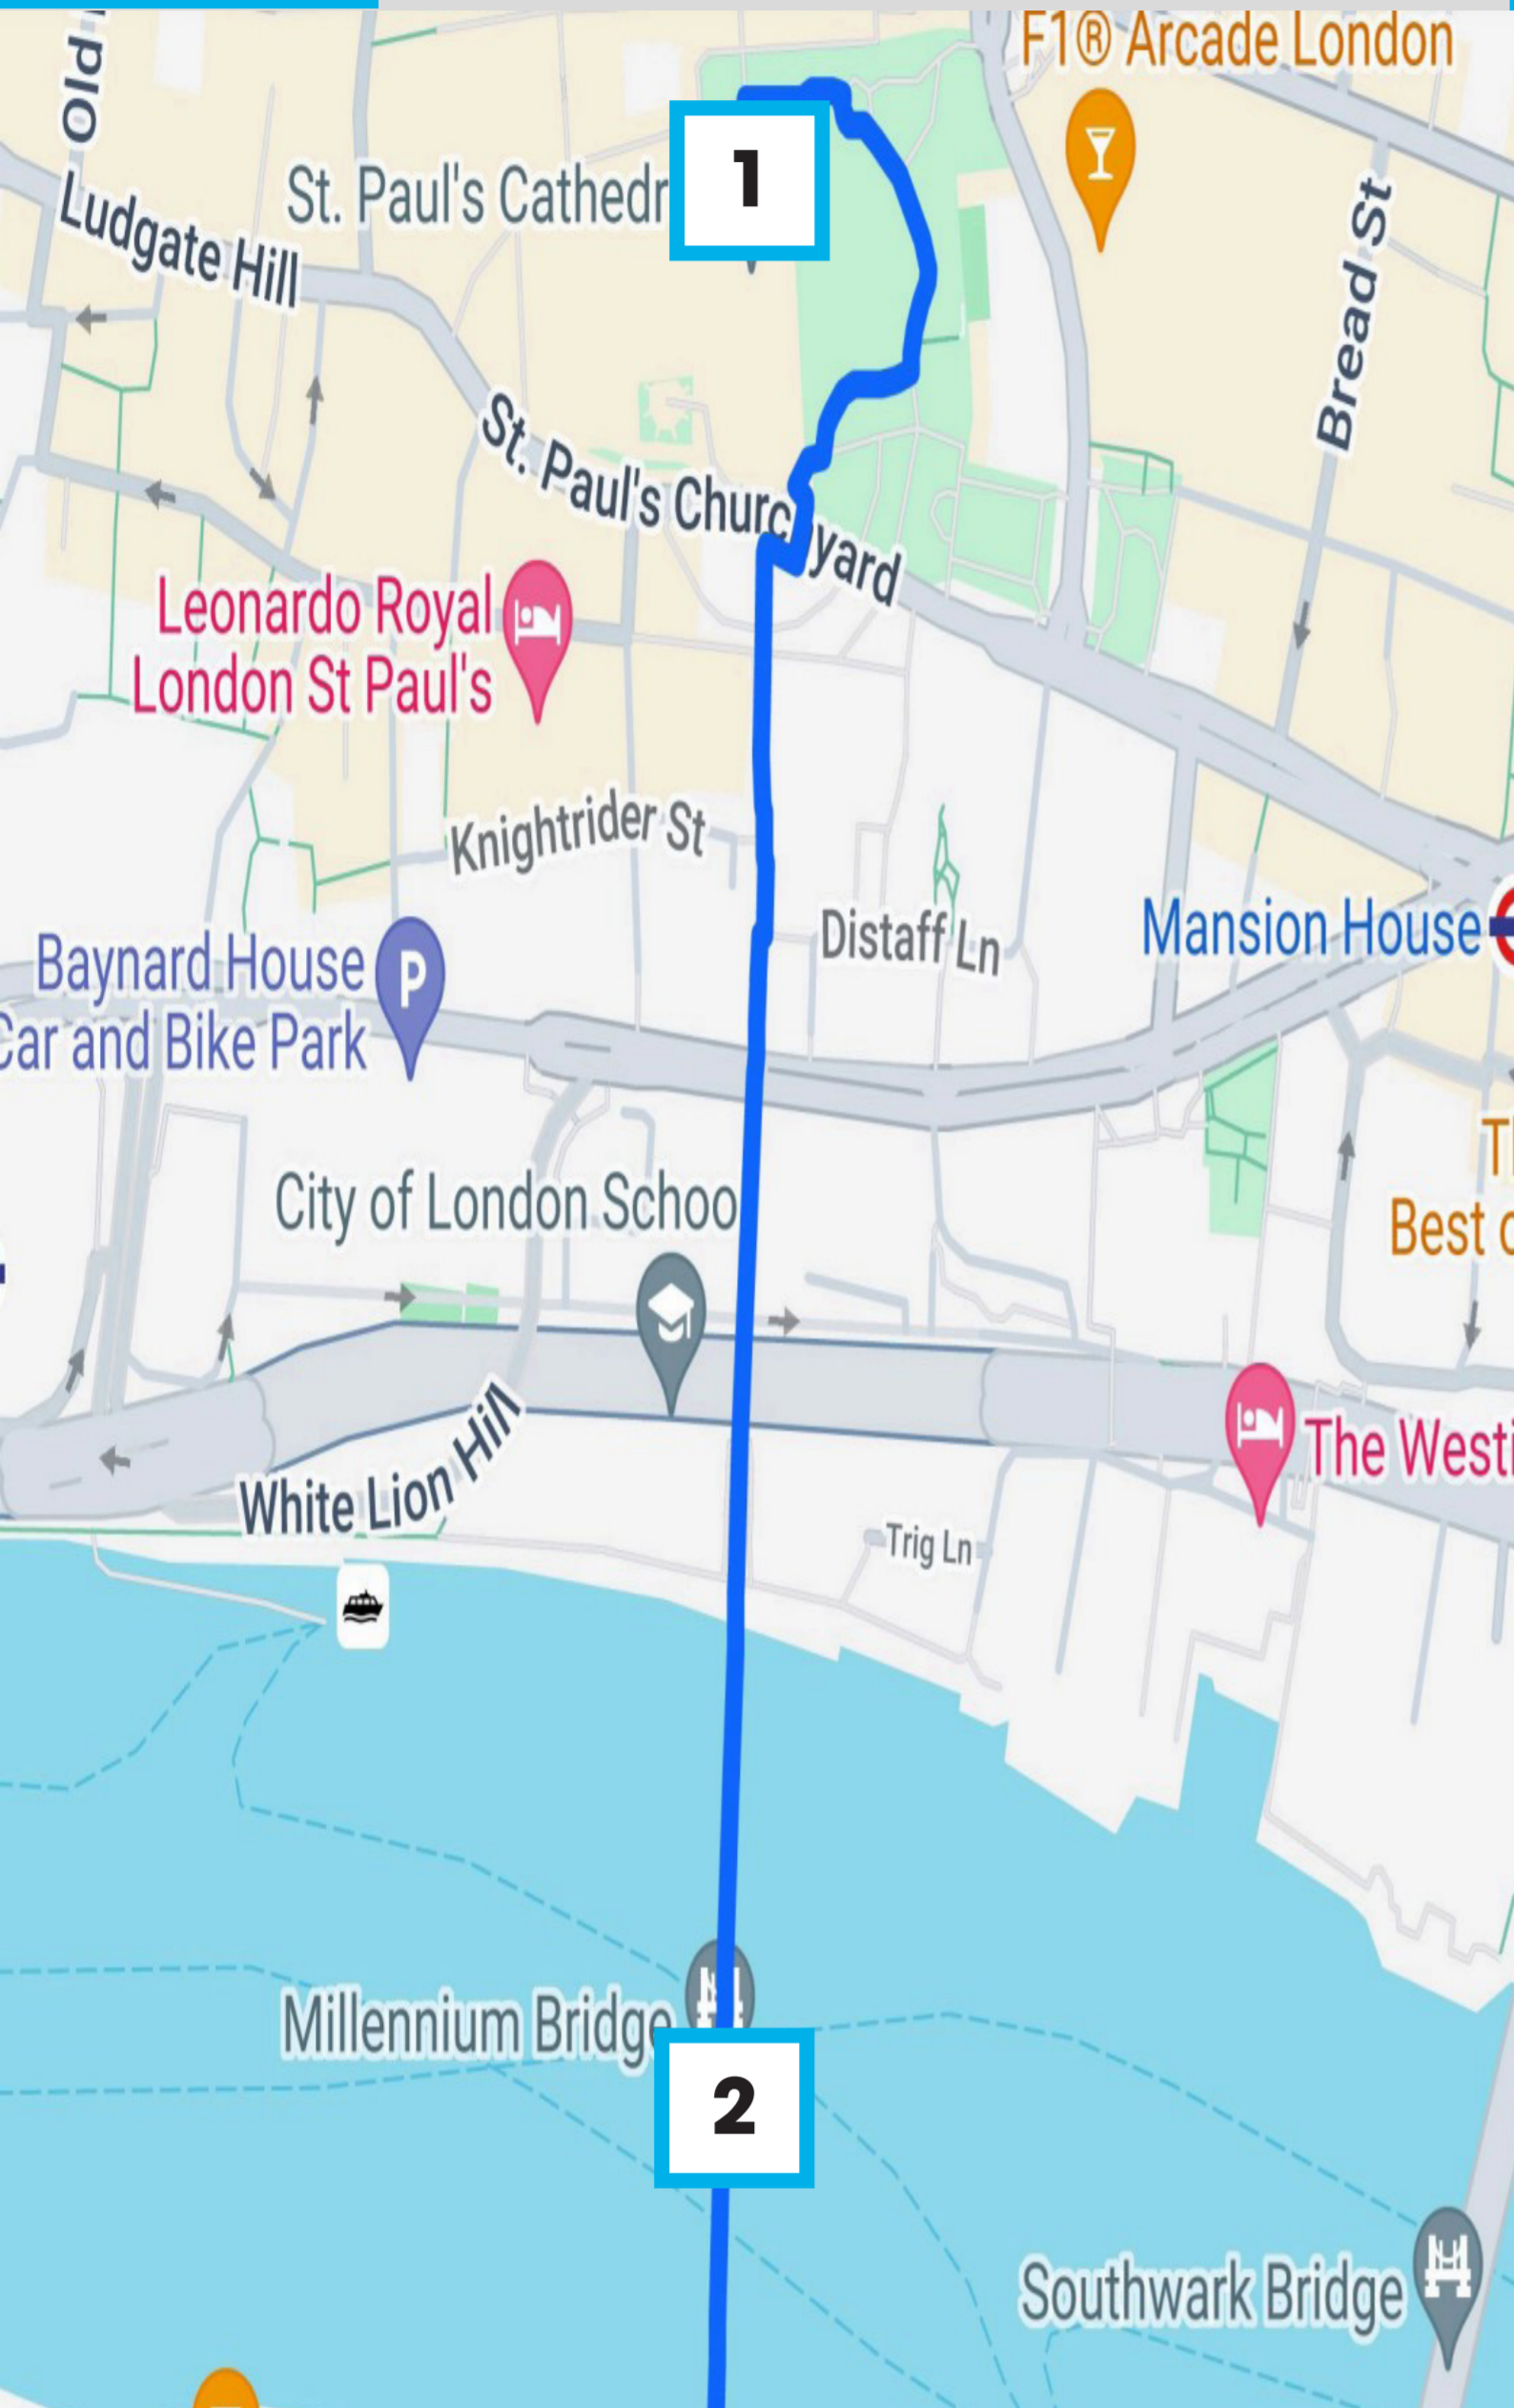 F1® Arcade London
Old
1
St. Paul's Cathedr
Ludgate Hill
Bread St
St. Paul's Churc yard
Leonardo Royal
London St Paul's
Knightrider St
Distaff Ln
Mansion House
Baynard House
Car and Bike Park
P
City of London Schoo
Best
White Lion Hill
The Westi
Trig Ln
Millennium Bridge
2
Southwark Bridge